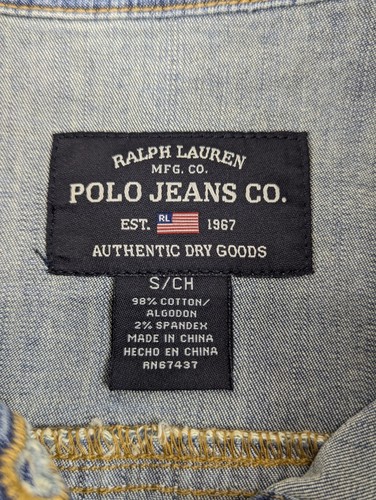 RALPH LAUREN
MFG. CO.
POLO JEANS CO.
EST. RL 1967
AUTHENTIC DRY GOODS
S/CH
98% COTTON/
ALGODON
2% SPANDEX
MADE IN CHINA
HECHO EN CHINA
RN67437